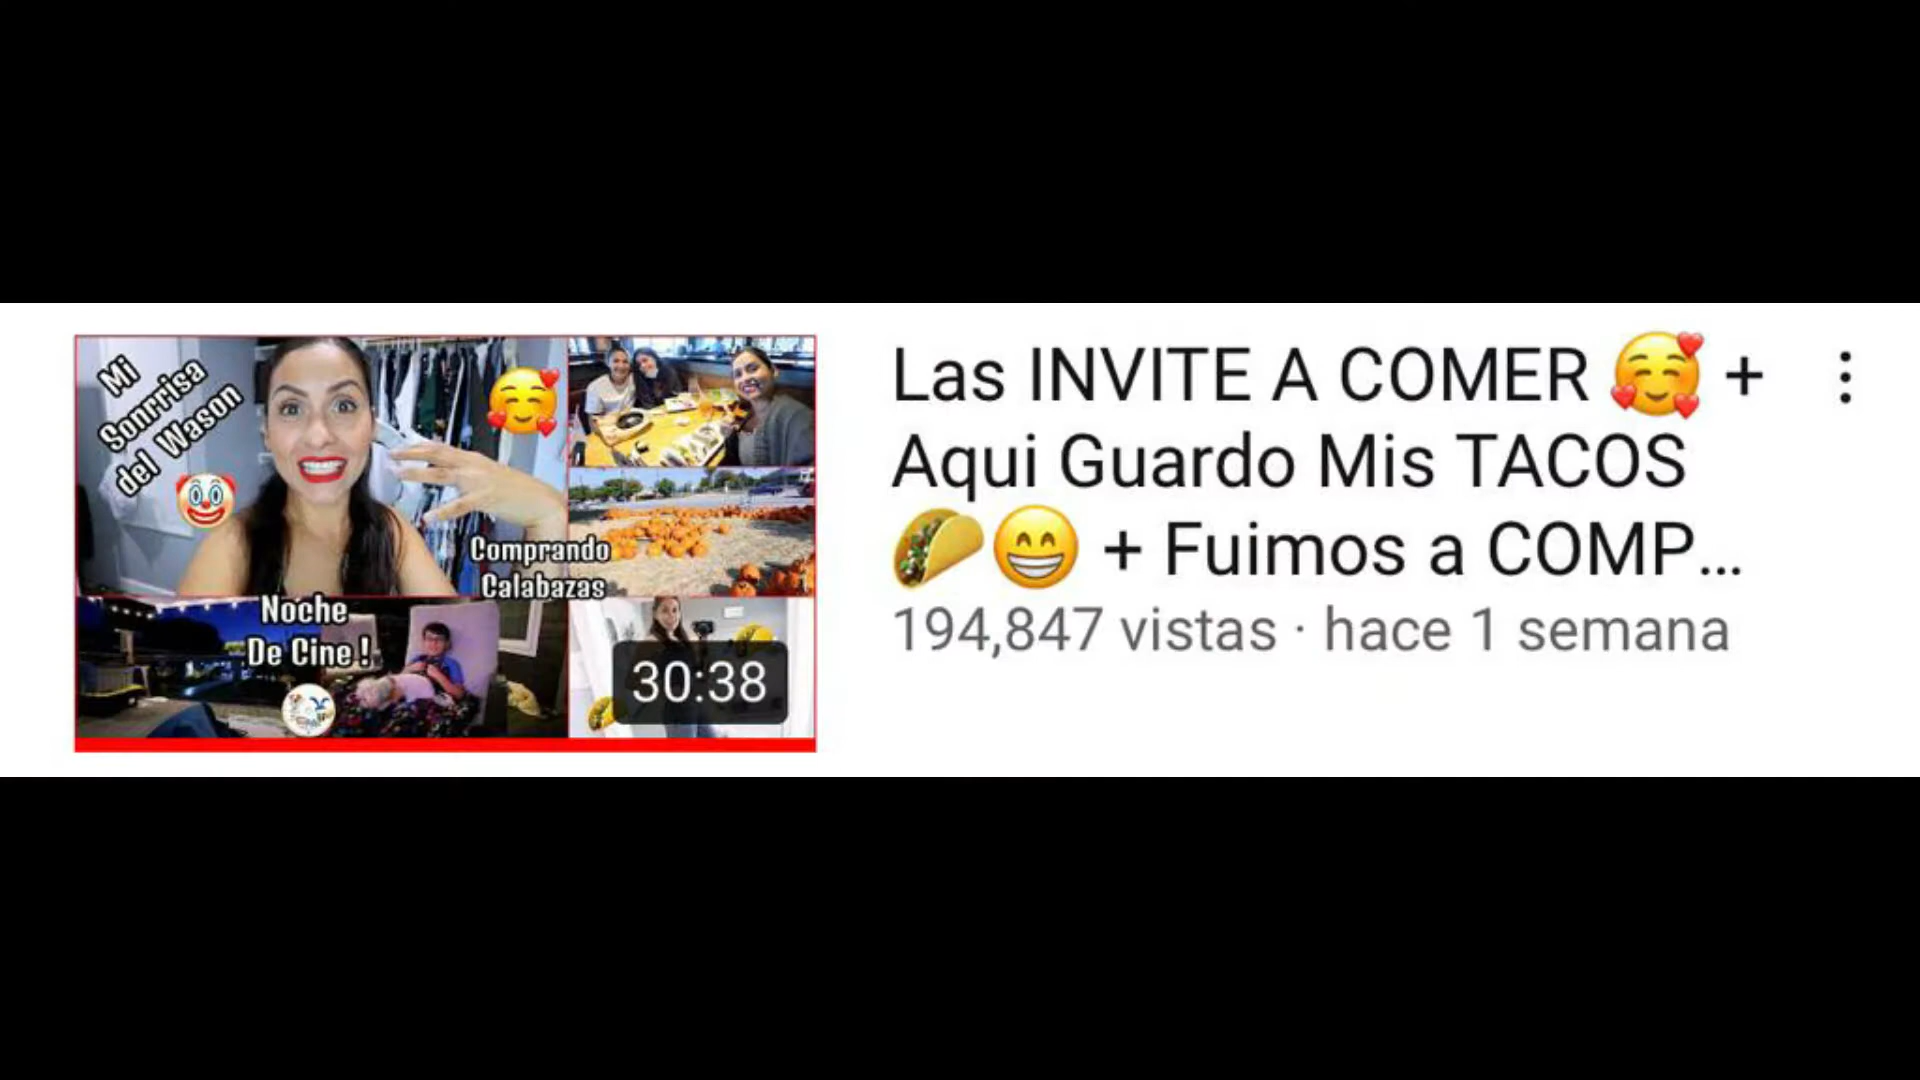 Mi
Sonrrisa
del Wason
Comprando
Calabazas
Noche
De Cine !
30:38
Las INVITE A COMER 🥰 +
Aqui Guardo Mis TACOS
🌮😁 + Fuimos a COMP...
194,847 vistas · hace 1 semana